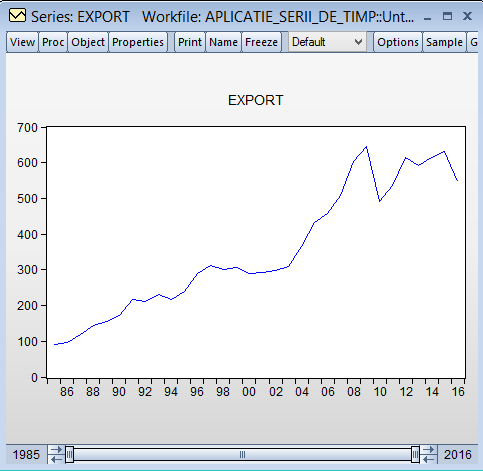 Series: EXPORT Workfile: APLICATIE_SERII_DE_TIMP::Unt...
View Proc Object Properties Print Name Freeze Default Options Sample G
EXPORT
700
600
500
400
300
200
100
0
86 88 90 92 94 96 98 00 02 04 06 08 10 12 14 16
1985 2016